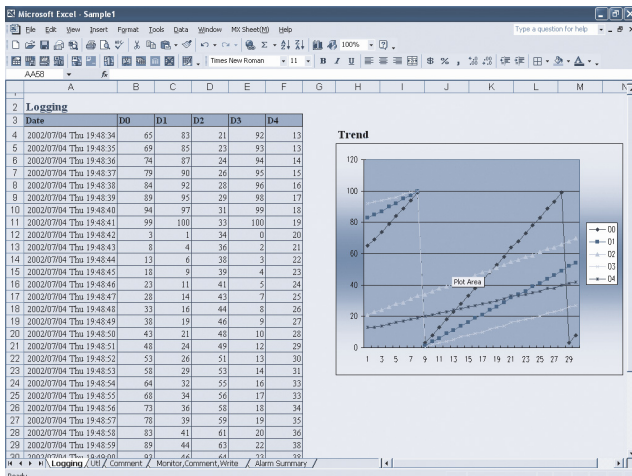 Microsoft Excel - Sample1
File Edit View Insert Format Tools Data Window MX Sheet(M) Help
Type a question for help
100%
Times New Roman 11 B I U $ % ,
AA58 fx
A B C D E F G H I J K L M N
2 Logging
3 Date D0 D1 D2 D3 D4
4 2002/07/04 Thu 19:48:34 65 83 21 92 13
5 2002/07/04 Thu 19:48:35 69 85 23 93 13
6 2002/07/04 Thu 19:48:36 74 87 24 94 14
7 2002/07/04 Thu 19:48:37 79 90 26 95 15
8 2002/07/04 Thu 19:48:38 84 92 28 96 16
9 2002/07/04 Thu 19:48:39 89 95 29 98 17
10 2002/07/04 Thu 19:48:40 94 97 31 99 18
11 2002/07/04 Thu 19:48:41 99 100 33 100 19
12 2002/07/04 Thu 19:48:42 3 1 34 0 20
13 2002/07/04 Thu 19:48:43 8 4 36 2 21
14 2002/07/04 Thu 19:48:44 13 6 38 3 22
15 2002/07/04 Thu 19:48:45 18 9 39 4 23
16 2002/07/04 Thu 19:48:46 23 11 41 5 24
17 2002/07/04 Thu 19:48:47 28 14 43 7 25
18 2002/07/04 Thu 19:48:48 33 16 44 8 26
19 2002/07/04 Thu 19:48:49 38 19 46 9 27
20 2002/07/04 Thu 19:48:50 43 21 48 10 28
21 2002/07/04 Thu 19:48:51 48 24 49 12 29
22 2002/07/04 Thu 19:48:52 53 26 51 13 30
23 2002/07/04 Thu 19:48:53 58 29 53 14 31
24 2002/07/04 Thu 19:48:54 64 32 55 16 33
25 2002/07/04 Thu 19:48:55 68 34 56 17 33
26 2002/07/04 Thu 19:48:56 73 36 58 18 34
27 2002/07/04 Thu 19:48:57 78 39 59 19 35
28 2002/07/04 Thu 19:48:58 83 41 61 20 36
29 2002/07/04 Thu 19:48:59 89 44 63 22 38
30 2002/07/04 Thu 19:49:00 93 46 64 23 38
Trend
120
100
80
60
40
20
0
1 3 5 7 9 11 13 15 17 19 21 23 25 27 29
Plot Area
00
01
02
03
04
Logging Utl Comment Monitor,Comment,Write Alarm Summary
Ready